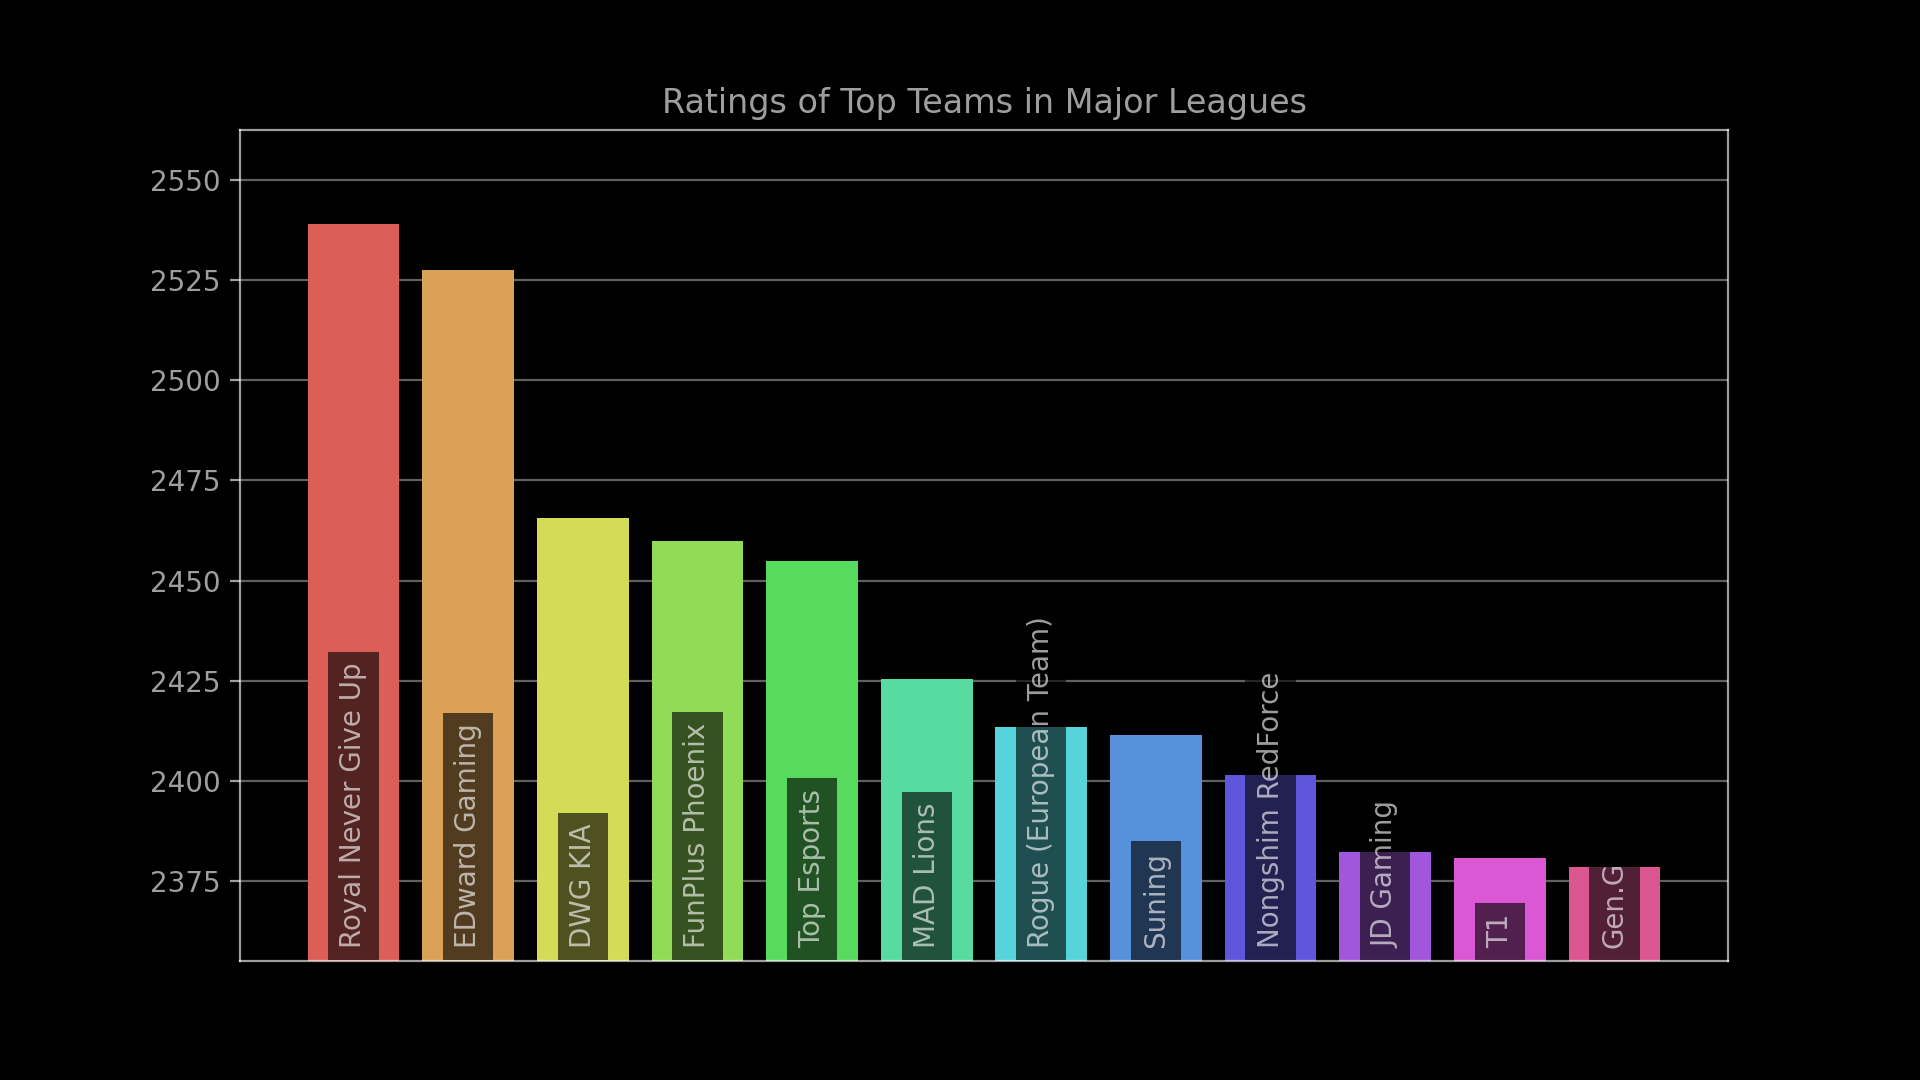 Ratings of Top Teams in Major Leagues
2550
2525
2500
2475
2450
2425
2400
2375
Royal Never Give Up
EDward Gaming
DWG KIA
FunPlus Phoenix
Top Esports
MAD Lions
Rogue (European Team)
Suning
Nongshim RedForce
JD Gaming
T1
Gen.G